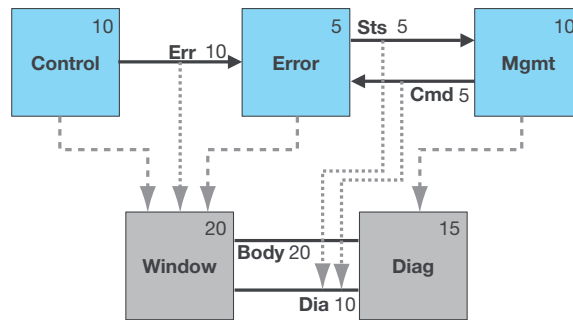 10
Control
Err 10
5
Error
Sts 5
10
Mgmt
Cmd 5
20
Window
Body 20
15
Diag
Dia 10